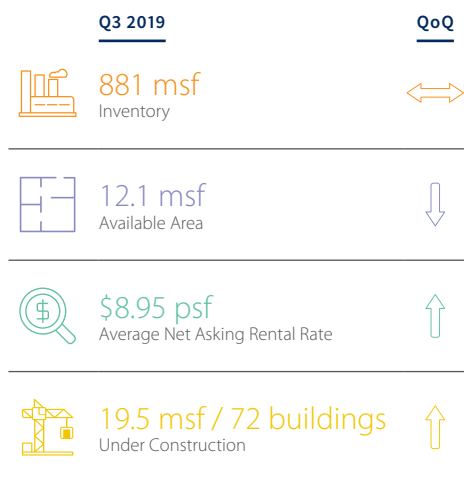 Q3 2019 QoQ
881 msf
Inventory
12.1 msf
Available Area
$8.95 psf
Average Net Asking Rental Rate
19.5 msf / 72 buildings
Under Construction